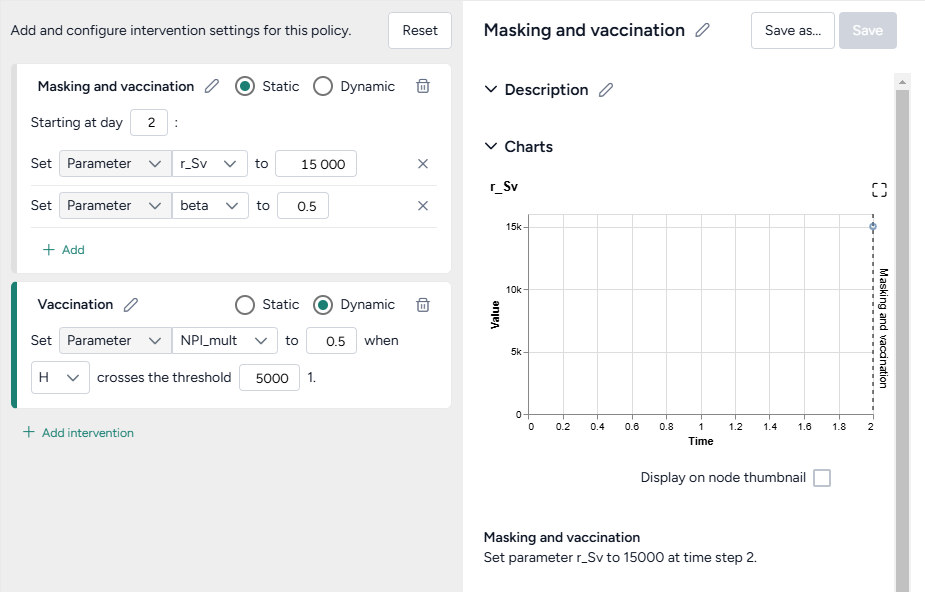 Add and configure intervention settings for this policy.
Reset
Masking and vaccination
Static
Dynamic
Starting at day 2 :
Set Parameter r_Sv to 15 000
Set Parameter beta to 0.5
Add
Vaccination
Static
Dynamic
Set Parameter NPI_mult to 0.5 when
H crosses the threshold 5000 1.
Add intervention
Masking and vaccination
Save as...
Save
Description
Charts
r_Sv
15k
10k
5k
0
Value
0 0.2 0.4 0.6 0.8 1 1.2 1.4 1.6 1.8 2
Time
Masking and vaccination
Display on node thumbnail
Masking and vaccination
Set parameter r_Sv to 15000 at time step 2.